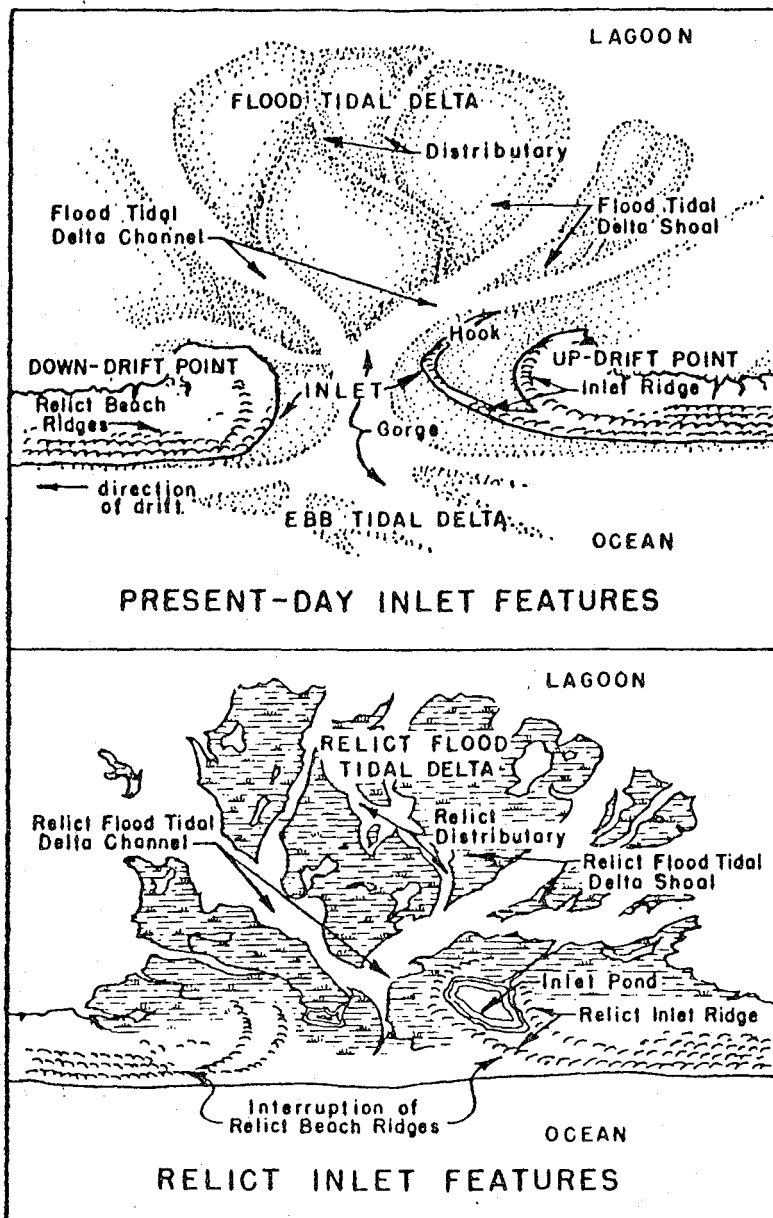 LAGOON
FLOOD TIDAL DELTA
Distributary
Flood Tidal
Delta Channel
Flood Tidal
Delta Shoal
Hook
DOWN-DRIFT POINT
UP-DRIFT POINT
INLET
Inlet Ridge
Relict Beach
Ridges
Gorge
direction
of drift.
EBB TIDAL DELTA
OCEAN
PRESENT-DAY INLET FEATURES
LAGOON
RELICT FLOOD
TIDAL DELTA
Relict Flood Tidal
Delta Channel
Relict
Distributary
Relict Flood Tidal
Delta Shoal
Inlet Pond
Relict Inlet Ridge
Interruption of
Relict Beach Ridges
OCEAN
RELICT INLET FEATURES